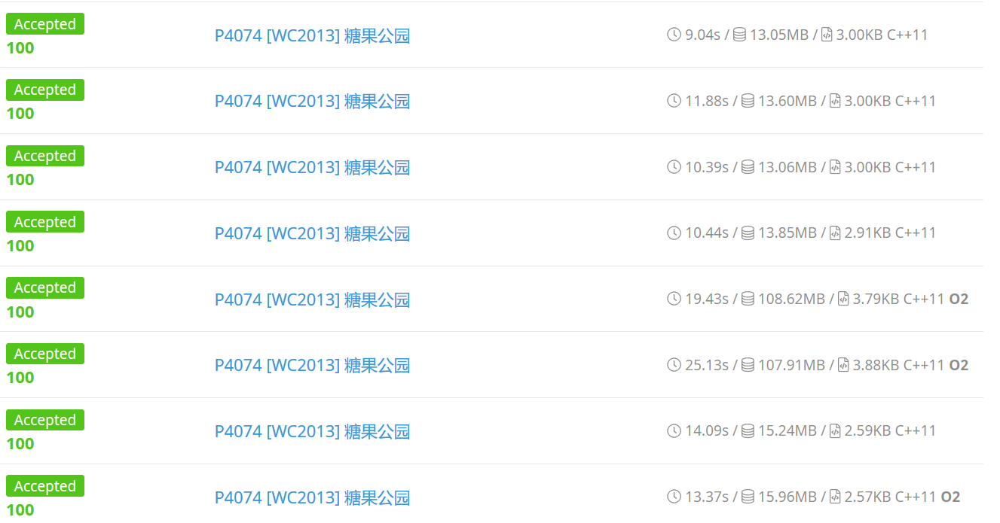 Accepted
100
P4074 [WC2013] 糖果公园
9.04s / 13.05MB / 3.00KB C++11
Accepted
100
P4074 [WC2013] 糖果公园
11.88s / 13.60MB / 3.00KB C++11
Accepted
100
P4074 [WC2013] 糖果公园
10.39s / 13.06MB / 3.00KB C++11
Accepted
100
P4074 [WC2013] 糖果公园
10.44s / 13.85MB / 2.91KB C++11
Accepted
100
P4074 [WC2013] 糖果公园
19.43s / 108.62MB / 3.79KB C++11 O2
Accepted
100
P4074 [WC2013] 糖果公园
25.13s / 107.91MB / 3.88KB C++11 O2
Accepted
100
P4074 [WC2013] 糖果公园
14.09s / 15.24MB / 2.59KB C++11
Accepted
100
P4074 [WC2013] 糖果公园
13.37s / 15.96MB / 2.57KB C++11 O2